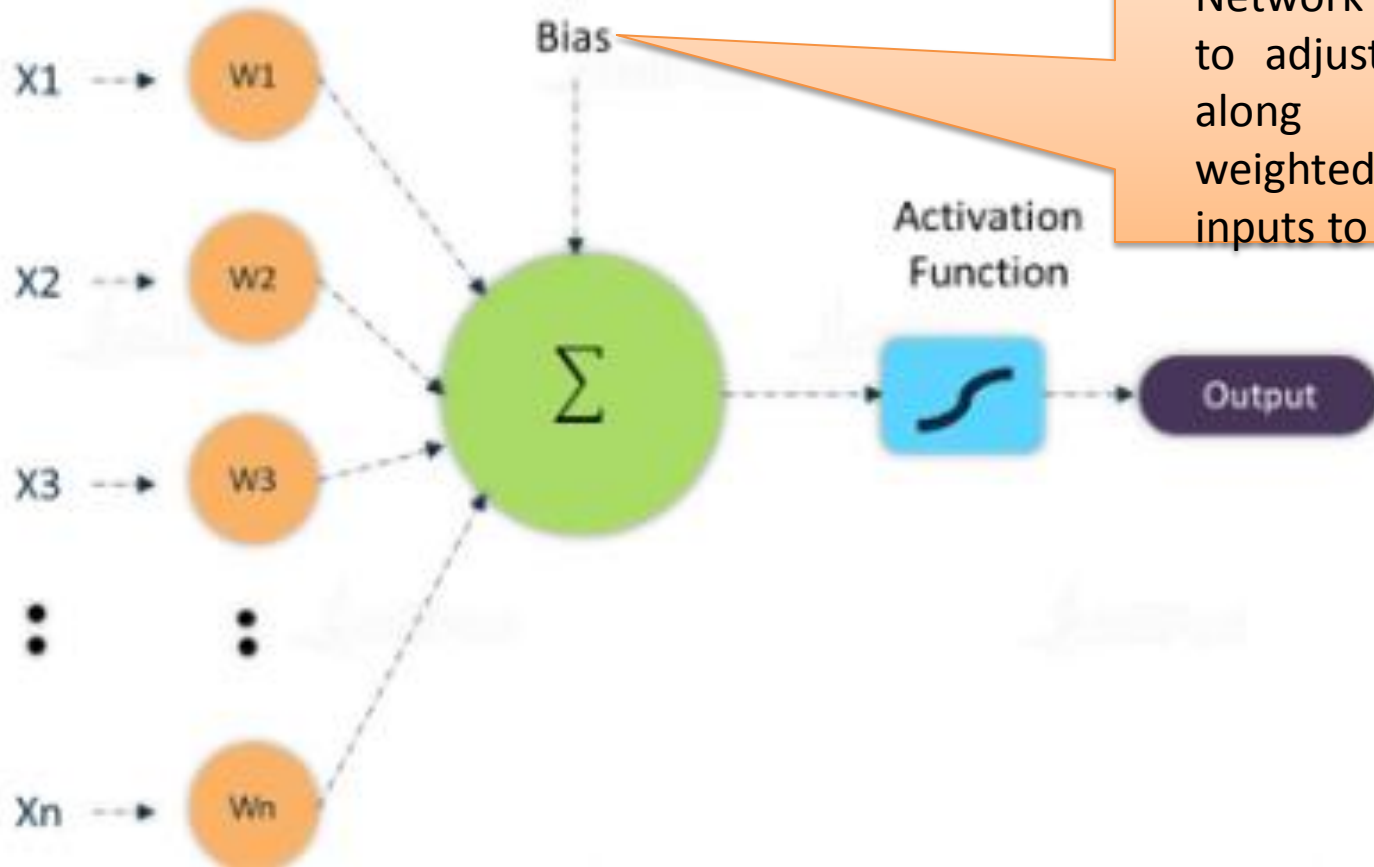 Network
to adjust
along
weighted
inputs to
Bias
X1
W1
X2
W2
X3
W3
Xn
Wn
Σ
Activation
Function
Output